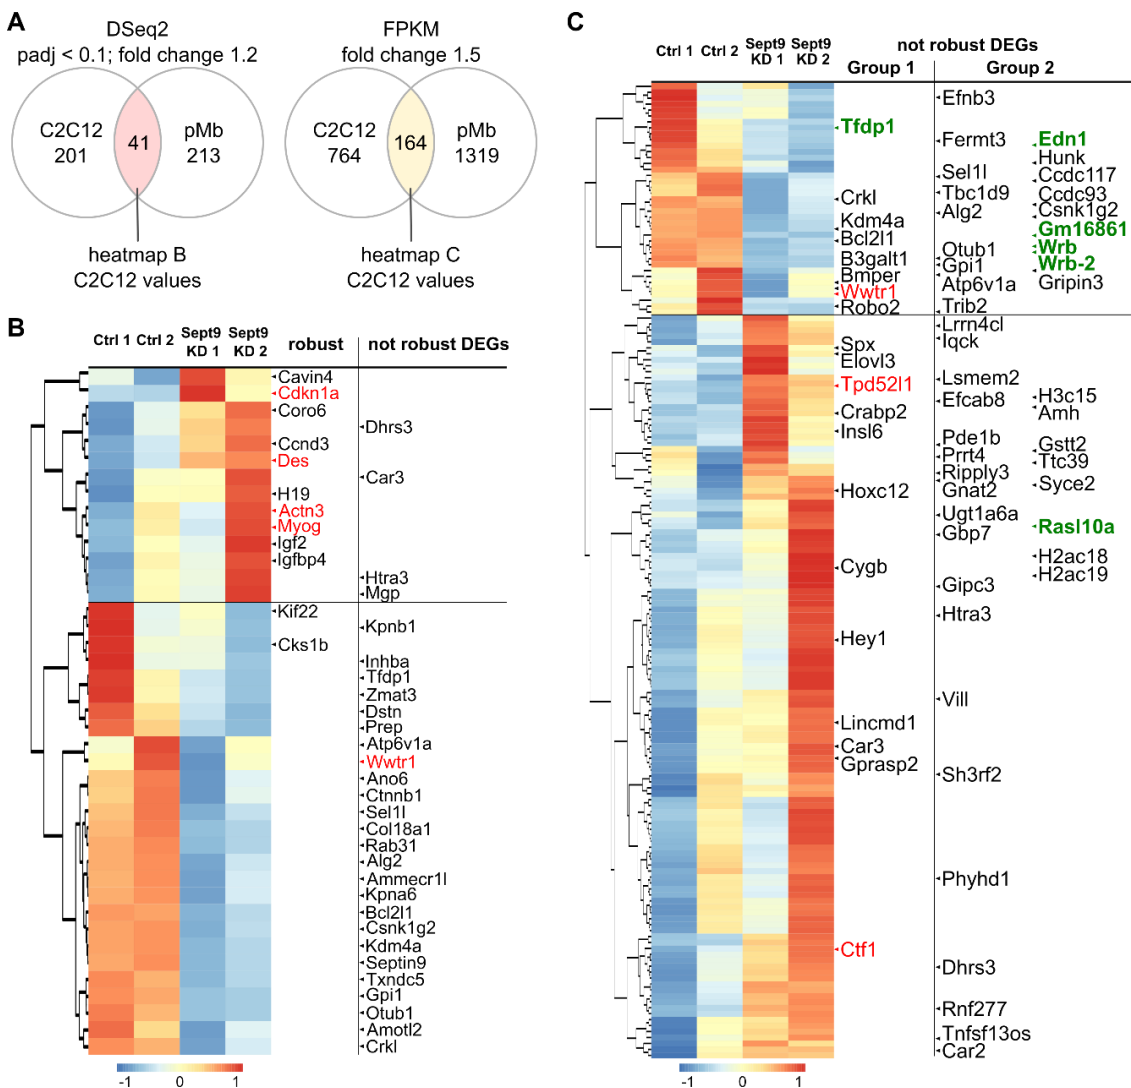 A
DSeq2
padj < 0.1; fold change 1.2
C2C12
201
41
pMb
213
heatmap B
C2C12 values
FPKM
fold change 1.5
C2C12
764
164
pMb
1319
heatmap C
C2C12 values
B
Ctrl 1 Ctrl 2 Sept9 KD 1 Sept9 KD 2 robust not robust DEGs
Cavin4
Cdkn1a
Coro6
Dhrs3
Ccnd3
Des
Car3
H19
Actn3
Myog
Igf2
Igfbp4
Htra3
Mgp
Kif22
Kpnb1
Cks1b
Inhba
Tfdp1
Zmat3
Dstn
Prep
Atp6v1a
Wwtr1
Ano6
Ctnnb1
Sel1l
Col18a1
Rab31
Alg2
Ammecr1l
Kpna6
Bcl2l1
Csnk1g2
Kdm4a
Septin9
Txndc5
Gpi1
Otub1
Amotl2
Crkl
-1 0 1
C
Ctrl 1 Ctrl 2 Sept9 KD 1 Sept9 KD 2 not robust DEGs
Group 1 Group 2
Tfdp1
Crkl
Kdm4a
Bcl2l1
B3galt1
Bmper
Wwtr1
Robo2
Spx
Elovl3
Tpd52l1
Crabp2
Insl6
Hoxc12
Cygb
Hey1
Lincmd1
Car3
Gprasp2
Ctf1
Efnb3
Fermt3
Sel1l
Tbc1d9
Alg2
Otub1
Gpi1
Atp6v1a
Trib2
Lrrn4cl
Iqck
Lsmem2
Efcab8
Pde1b
Prrt4
Ripply3
Gnat2
Ugt1a6a
Gbp7
Gipc3
Htra3
Vill
Sh3rf2
Phyhd1
Dhrs3
Rnf277
Tnfsf13os
Car2
Edn1
Hunk
Ccdc117
Ccdc93
Csnk1g2
Gm16861
Wrb
Wrb-2
Gripin3
H3c15
Amh
Gstt2
Ttc39
Syce2
Rasl10a
H2ac18
H2ac19
-1 0 1